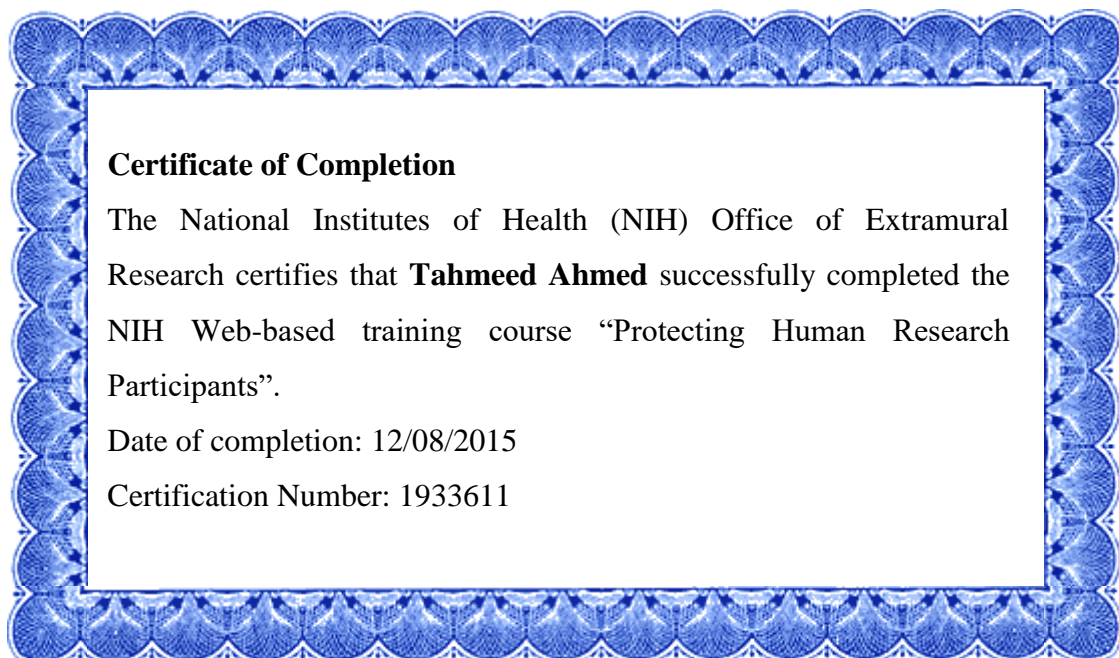 Certificate of Completion
The National Institutes of Health (NIH) Office of Extramural
Research certifies that Tahmeed Ahmed successfully completed the
NIH Web-based training course “Protecting Human Research
Participants”.
Date of completion: 12/08/2015
Certification Number: 1933611